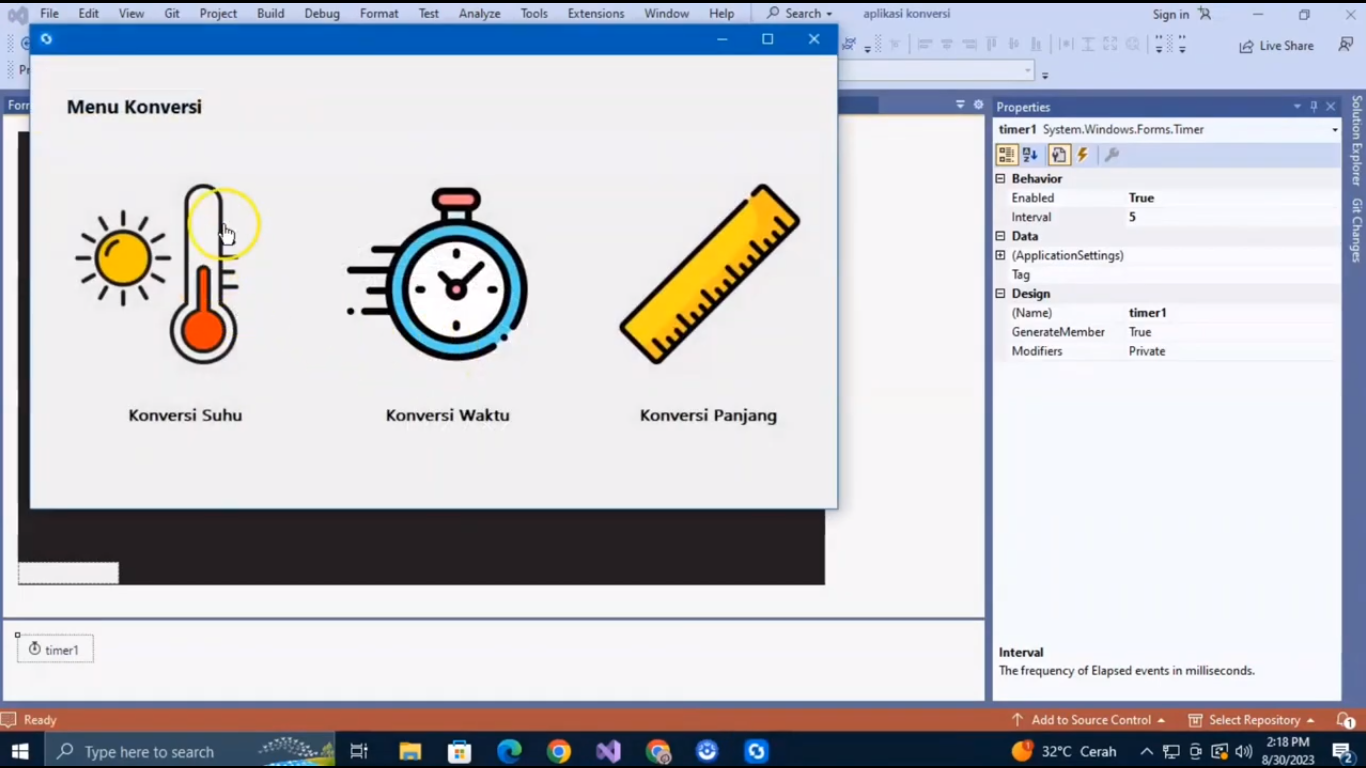 File Edit View Git Project Build Debug Format Test Analyze Tools Extensions Window Help Search aplikasi konversi Sign in
Live Share
Form
Menu Konversi
Konversi Suhu
Konversi Waktu
Konversi Panjang
timer1
Properties
timer1 System.Windows.Forms.Timer
Behavior
Enabled True
Interval 5
Data
(ApplicationSettings)
Tag
Design
(Name) timer1
GenerateMember True
Modifiers Private
Interval
The frequency of Elapsed events in milliseconds.
Solution Explorer
Git Changes
Ready
Add to Source Control
Select Repository
1
Type here to search
32°C Cerah
2:18 PM
8/30/2023
2